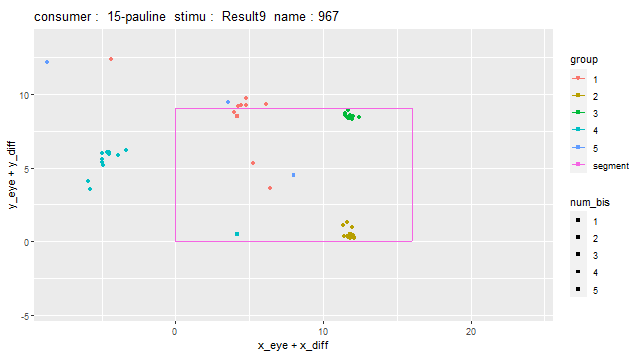 consumer :  15-pauline  stimu :  Result9  name : 967
y_eye + y_diff
10
5
0
-5
0
10
20
x_eye + x_diff
group
1
2
3
4
5
segment
num_bis
1
2
3
4
5